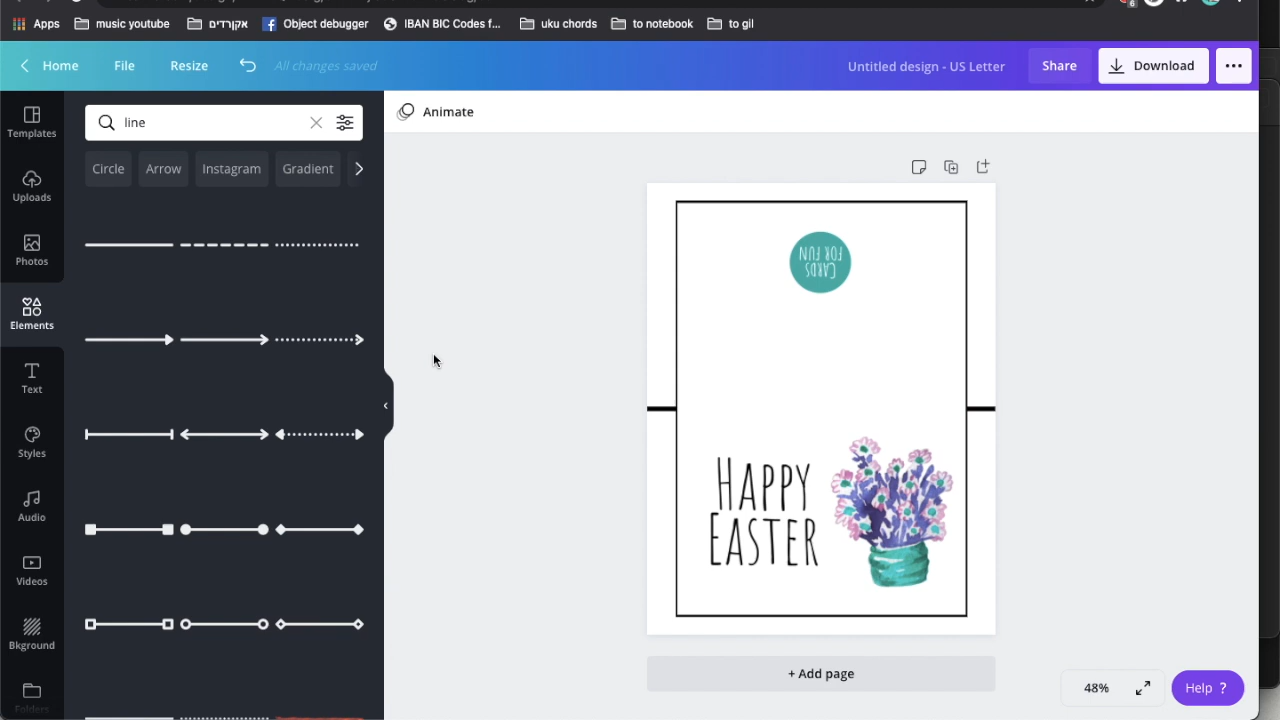 Apps music youtube אקורדים Object debugger IBAN BIC Codes f... uku chords to notebook to gil
6
Home File Resize All changes saved Untitled design - US Letter Share Download
Templates
Uploads
Photos
Elements
Text
Styles
Audio
Videos
Bkground
Folders
line
Circle Arrow Instagram Gradient
Animate
CARDS
FOR FUN
HAPPY
EASTER
+ Add page
48% Help ?